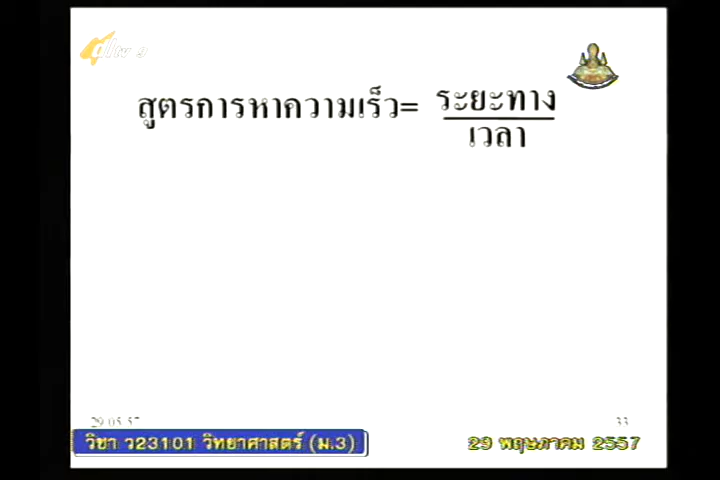 สูตรการหาความเร็ว= ระยะทาง
เวลา
29.05.57
33
วิชา ว23101 วิทยาศาสตร์ (ม.3)
29 พฤษภาคม 2557